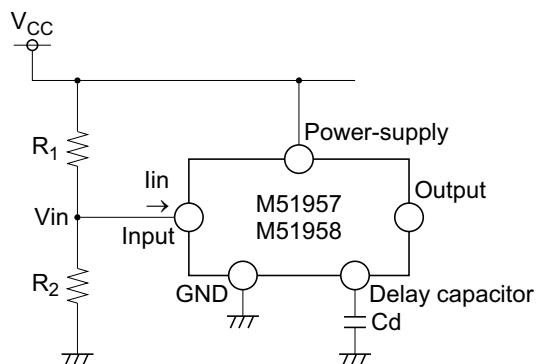 VCC
Power-supply
R1
Iin
→
M51957
M51958
Output
Vin
Input
R2
GND
Delay capacitor
Cd